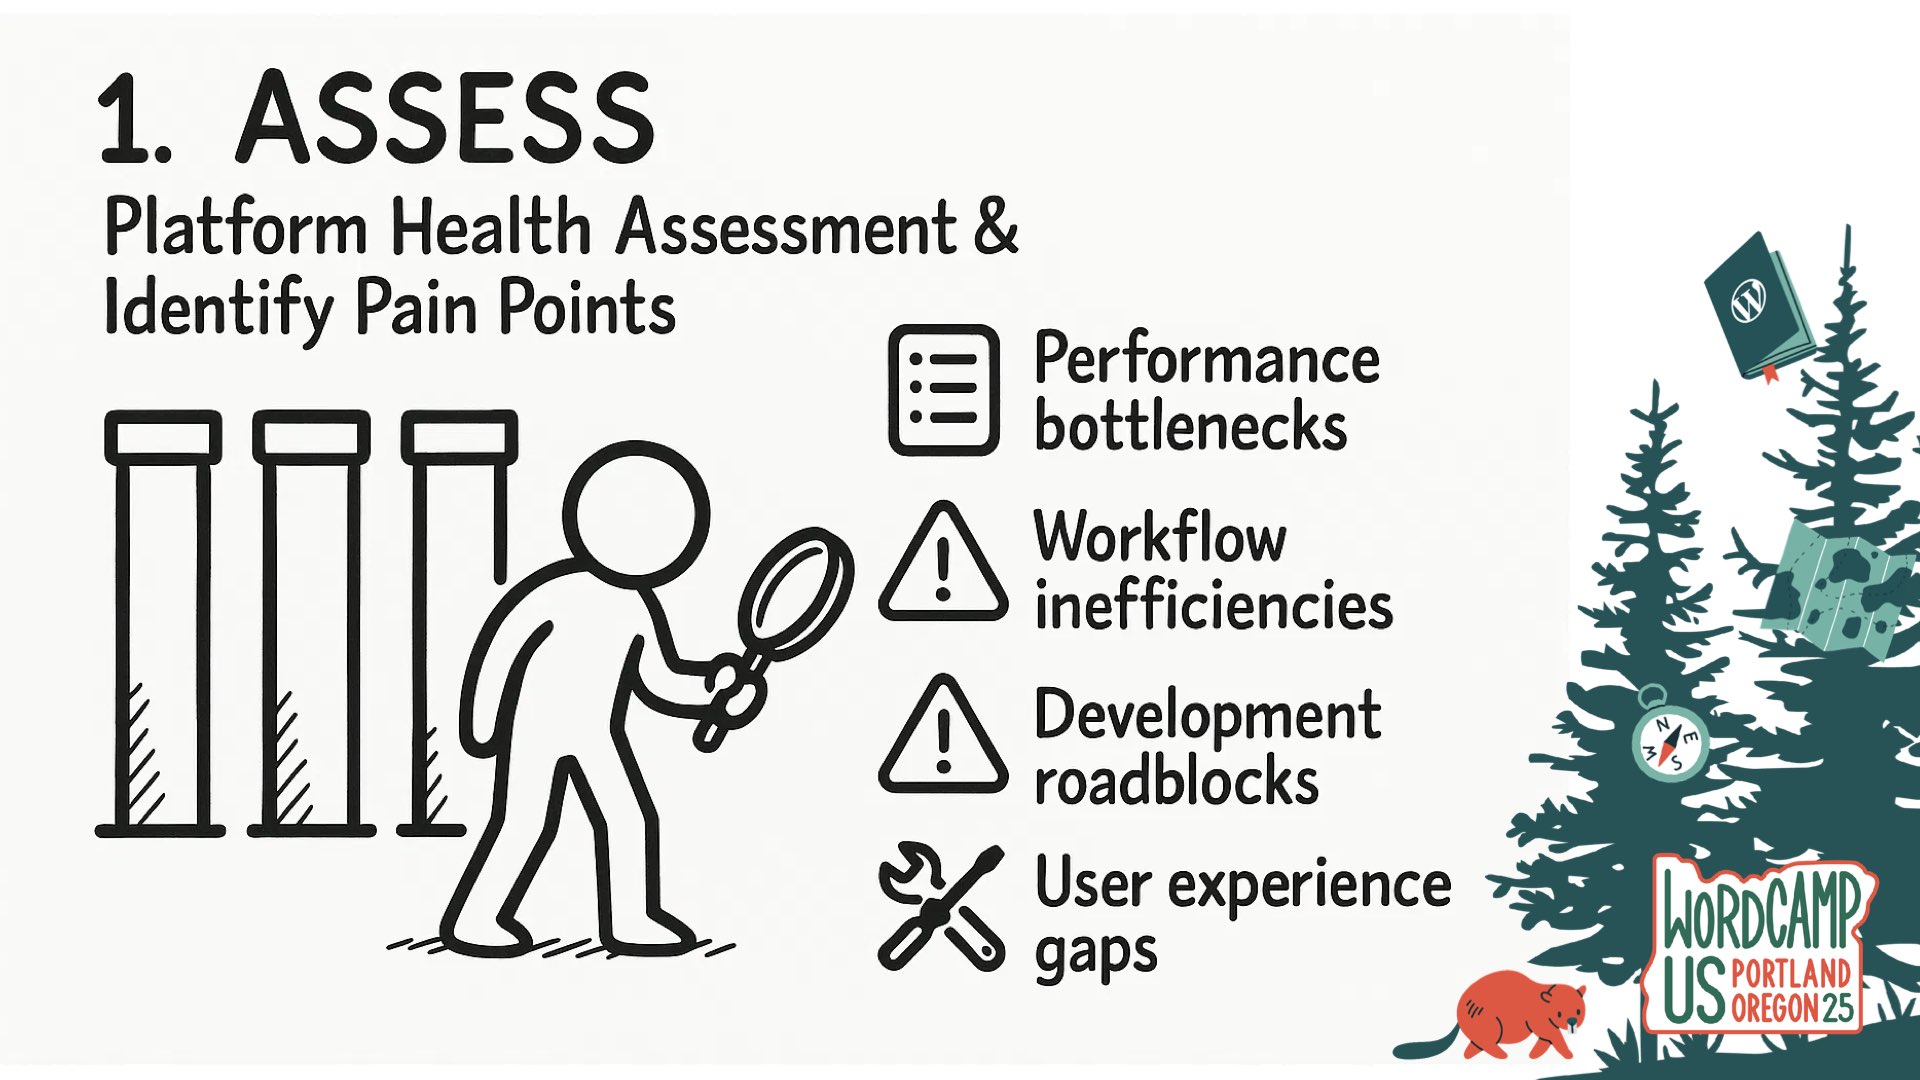 1. ASSESS
Platform Health Assessment &
Identify Pain Points
Performance
bottlenecks
Workflow
inefficiencies
Development
roadblocks
User experience
gaps
W
N
E
S
W
WORDCAMP
US PORTLAND
OREGON 25